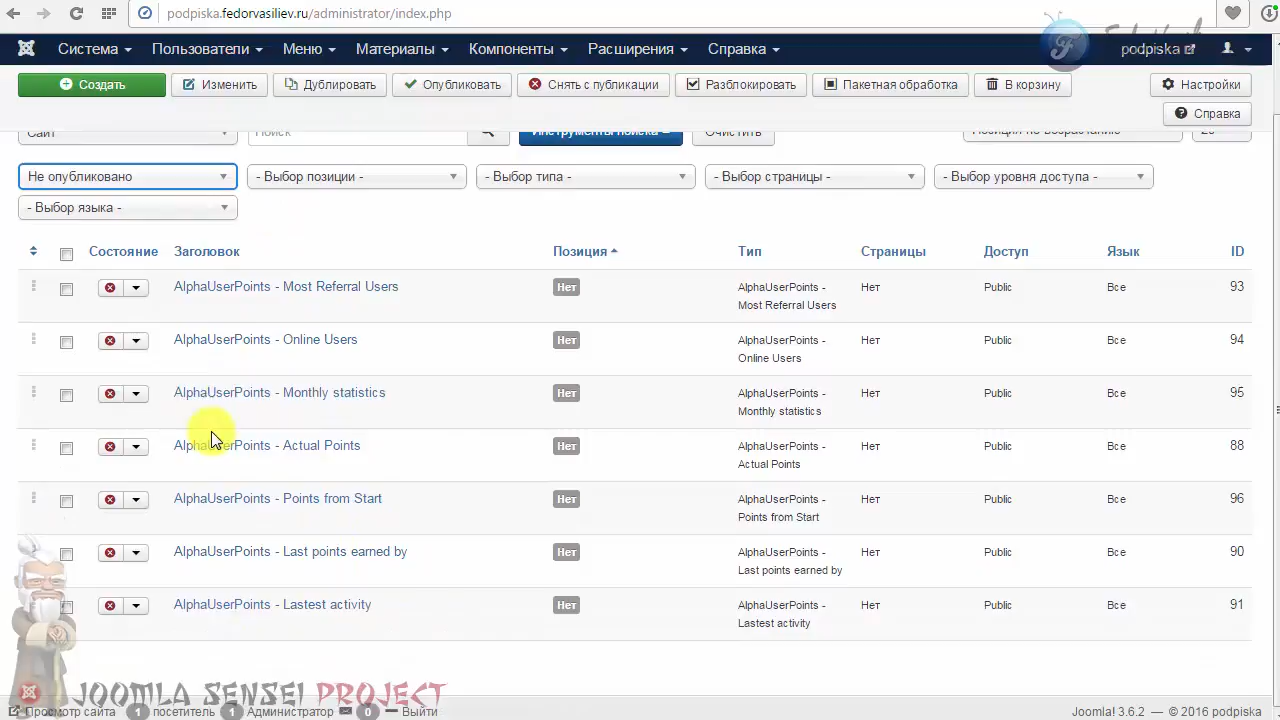 podpiska.fedorvasiliev.ru/administrator/index.php
Система Пользователи Меню Материалы Компоненты Расширения Справка podpiska
Создать Изменить Дублировать Опубликовать Снять с публикации Разблокировать Пакетная обработка В корзину Настройки
Справка
Сайт Поиск Инструменты поиска Очистить Позиция по возрастанию 20
Не опубликовано - Выбор позиции - - Выбор типа - - Выбор страницы - - Выбор уровня доступа -
- Выбор языка -
Состояние Заголовок Позиция Тип Страницы Доступ Язык ID
AlphaUserPoints - Most Referral Users Нет AlphaUserPoints - Нет Public Все 93
Most Referral Users
AlphaUserPoints - Online Users Нет AlphaUserPoints - Нет Public Все 94
Online Users
AlphaUserPoints - Monthly statistics Нет AlphaUserPoints - Нет Public Все 95
Monthly statistics
AlphaUserPoints - Actual Points Нет AlphaUserPoints - Нет Public Все 88
Actual Points
AlphaUserPoints - Points from Start Нет AlphaUserPoints - Нет Public Все 96
Points from Start
AlphaUserPoints - Last points earned by Нет AlphaUserPoints - Нет Public Все 90
Last points earned by
AlphaUserPoints - Lastest activity Нет AlphaUserPoints - Нет Public Все 91
Lastest activity
JOOMLA SENSEI PROJECT
Просмотр сайта 1 посетитель 1 Администратор 0 Выйти Joomla! 3.6.2 — © 2016 podpiska